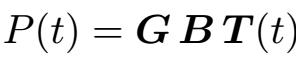 P(t) = G B T(t)